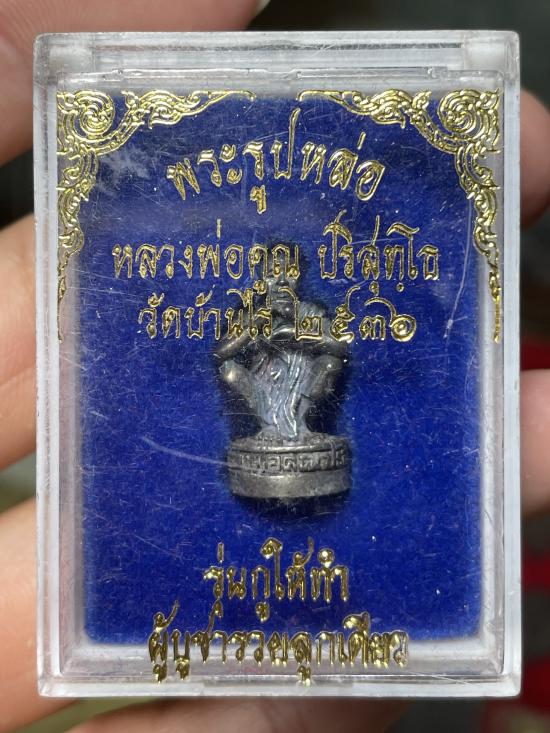 พระรูปหล่อ
หลวงพ่อคูณ ปริสุทฺโธ
วัดบ้านไร่ ๒๕๓๖
รุ่นกูให้ทำ
ผู้บูชารวยลูกเดียว